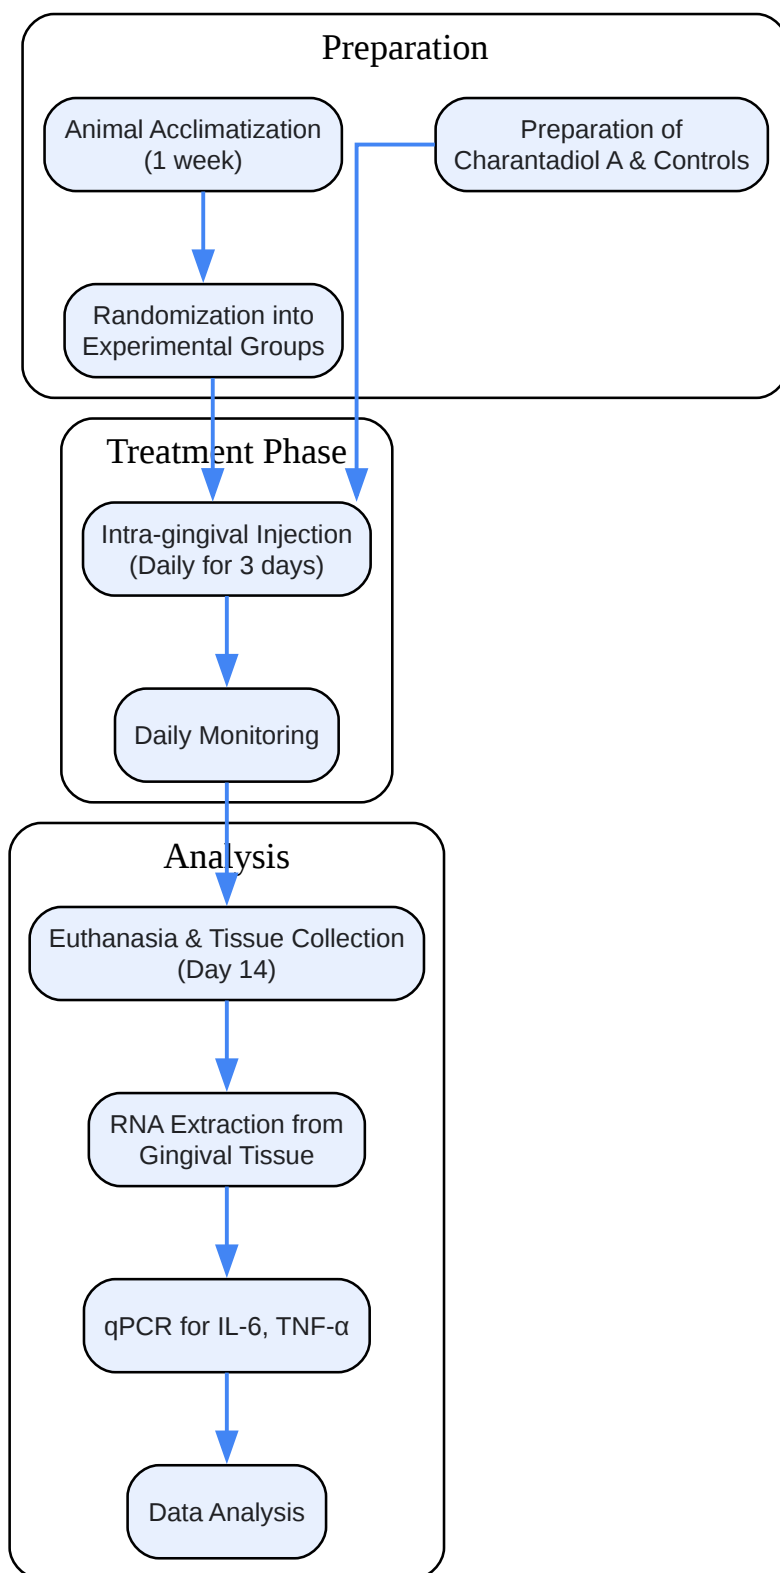 Preparation
Animal Acclimatization
(1 week)
Preparation of
Charantadiol A & Controls
Randomization into
Experimental Groups
Treatment Phase
Intra-gingival Injection
(Daily for 3 days)
Daily Monitoring
Analysis
Euthanasia & Tissue Collection
(Day 14)
RNA Extraction from
Gingival Tissue
qPCR for IL-6, TNF-α
Data Analysis